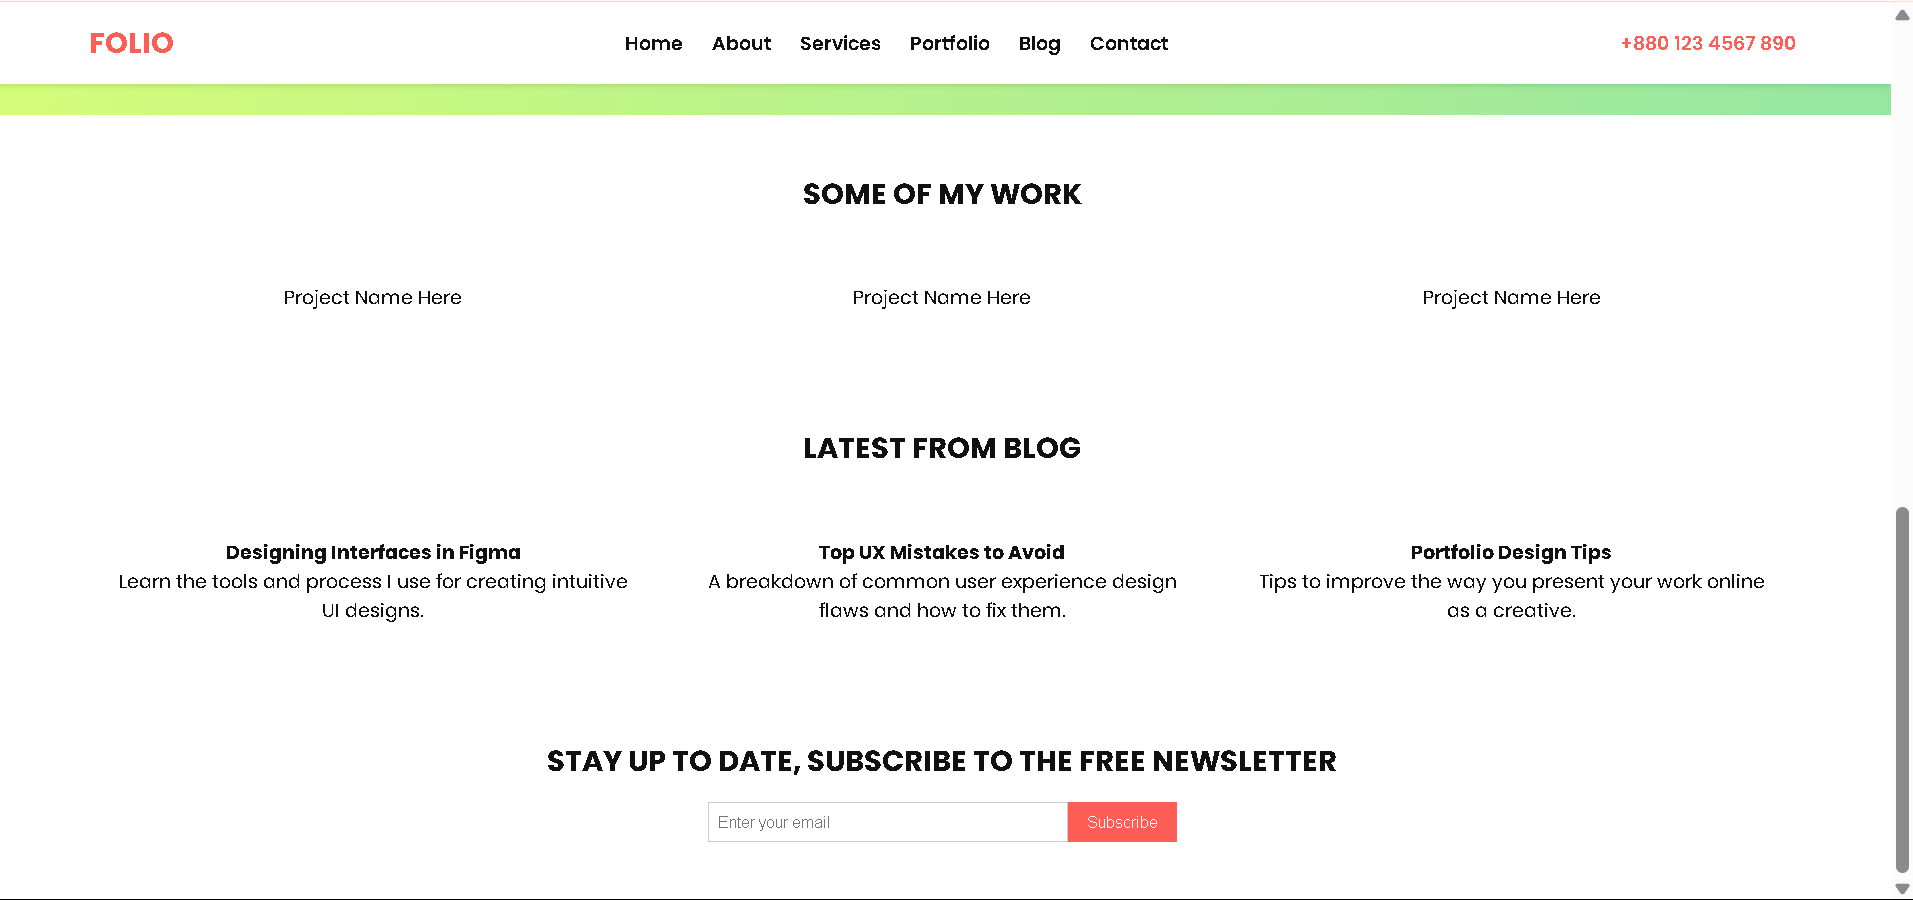 FOLIO
Home About Services Portfolio Blog Contact
+880 123 4567 890
SOME OF MY WORK
Project Name Here
Project Name Here
Project Name Here
LATEST FROM BLOG
Designing Interfaces in Figma
Learn the tools and process I use for creating intuitive
UI designs.
Top UX Mistakes to Avoid
A breakdown of common user experience design
flaws and how to fix them.
Portfolio Design Tips
Tips to improve the way you present your work online
as a creative.
STAY UP TO DATE, SUBSCRIBE TO THE FREE NEWSLETTER
Enter your email
Subscribe